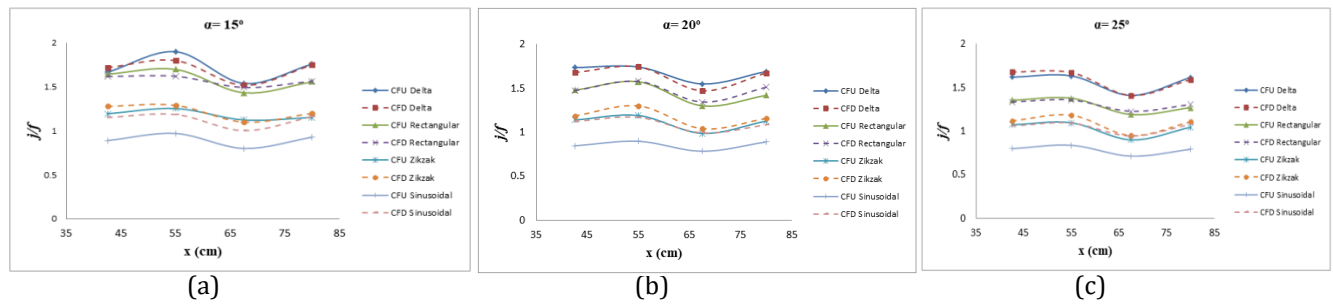 α= 15°
2
1.5
1
0.5
0
35 45 55 65 75 85
j/f
x (cm)
CFU Delta
CFD Delta
CFU Rectangular
CFD Rectangular
CFU Zikzak
CFD Zikzak
CFU Sinusoidal
CFD Sinusoidal
(a)
α= 20°
2
1.5
1
0.5
0
35 45 55 65 75 85
j/f
x (cm)
CFU Delta
CFD Delta
CFU Rectangular
CFD Rectangular
CFU Zikzak
CFD Zikzak
CFU Sinusoidal
CFD Sinusoidal
(b)
α= 25°
2
1.5
1
0.5
0
35 45 55 65 75 85
j/f
x (cm)
CFU Delta
CFD Delta
CFU Rectangular
CFD Rectangular
CFU Zikzak
CFD Zikzak
CFU Sinusoidal
CFD Sinusoidal
(c)